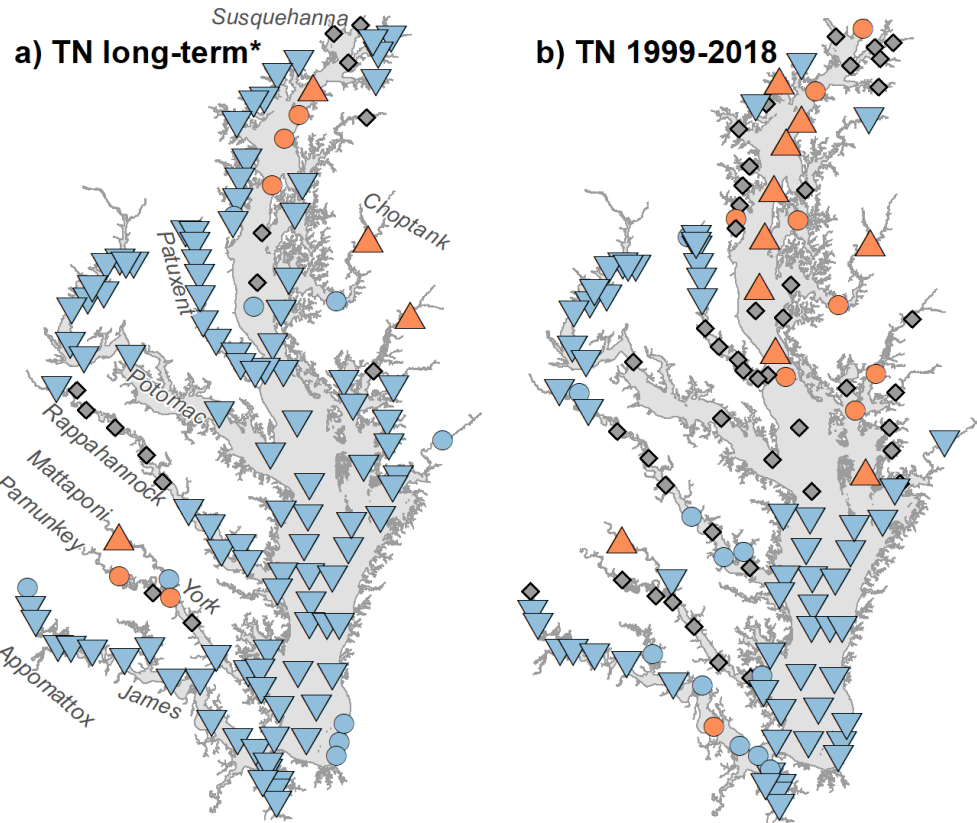 Susquehanna
a) TN long-term*
b) TN 1999-2018
Choptank
Patuxent
Potomac
Rappahannock
Mattaponi
Pamunkey
York
Appomattox
James